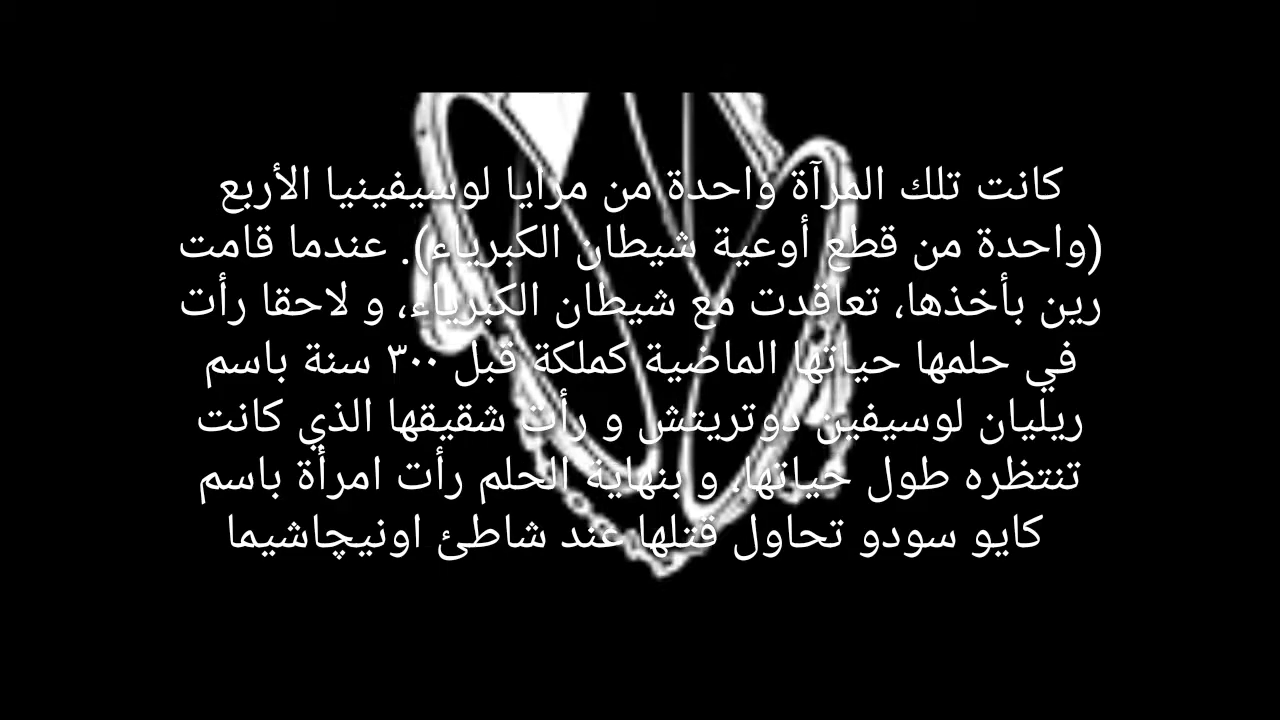 كانت تلك المرآة واحدة من مرايا لوسيفينيا الأربع
(واحدة من قطع أوعية شيطان الكبرياء). عندما قامت
رين بأخذها، تعاقدت مع شيطان الكبرياء، و لاحقا رأت
في حلمها حياتها الماضية كملكة قبل ٣٠٠ سنة باسم
ريليان لوسيفين دوتريتش و رأت شقيقها الذي كانت
تنتظره طول حياتها، و بنهاية الحلم رأت امرأة باسم
كايو سودو تحاول قتلها عند شاطئ اونيچاشيما